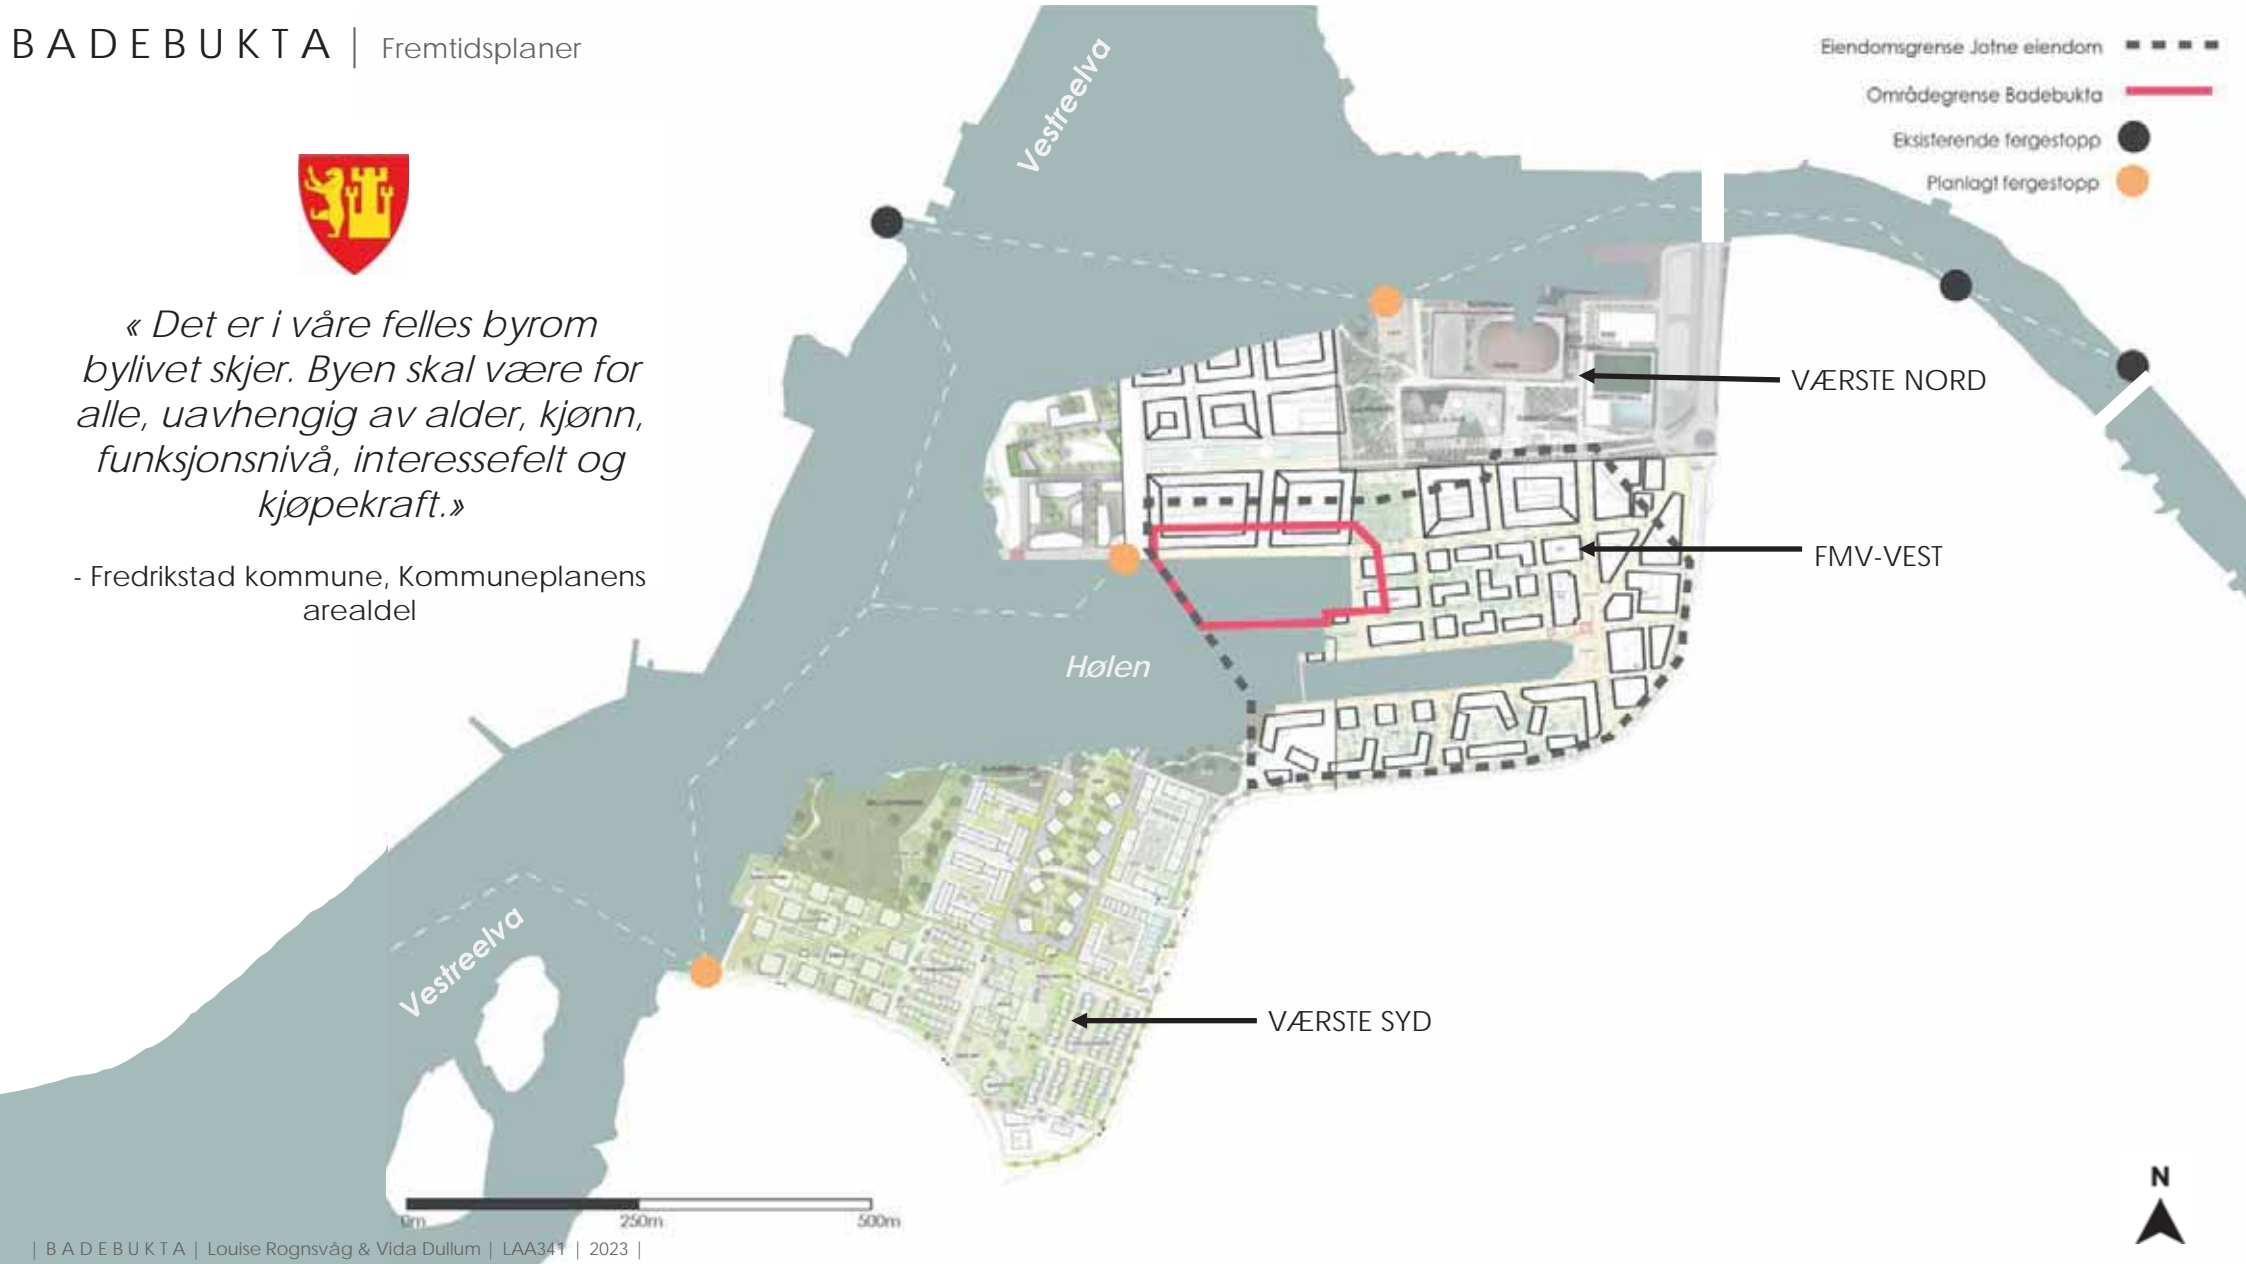 BADEBUKTA | Fremtidsplaner
Eiendomsgrense Jotne eiendom
Områdegrense Badebukta
Eksisterende fergestopp
Planlagt fergestopp
Vestreelva
« Det er i våre felles byrom
bylivet skjer. Byen skal være for
alle, uavhengig av alder, kjønn,
funksjonsnivå, interessefelt og
kjøpekraft.»
- Fredrikstad kommune, Kommuneplanens
arealdel
VÆRSTE NORD
FMV-VEST
Hølen
Vestreelva
VÆRSTE SYD
0m
250m
500m
N
| BADEBUKTA | Louise Rognsvåg & Vida Dullum | LAA341 | 2023 |